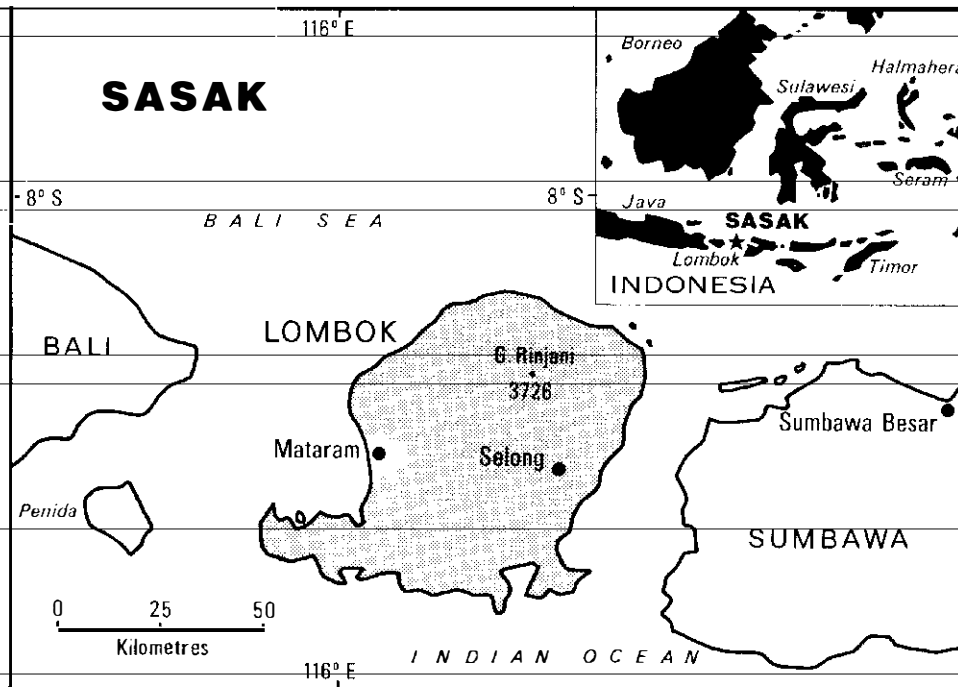 116° E
SASAK
Borneo
Halmahera
Sulawesi
Seram
8° S
8° S
Java
BALI SEA
SASAK
Lombok
Timor
INDONESIA
LOMBOK
BALI
G. Rinjani
3726
Sumbawa Besar
Mataram
Selong
Penida
SUMBAWA
0 25 50
Kilometres
INDIAN OCEAN
116° E